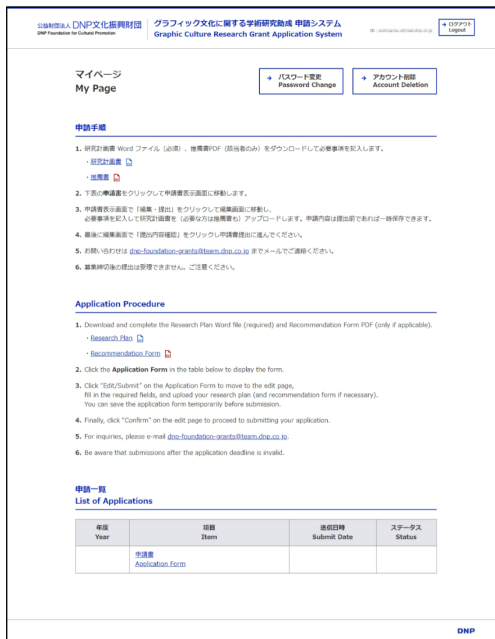 公益財団法人 DNP文化振興財団
DNP Foundation for Cultural Promotion
グラフィック文化に関する学術研究助成 申請システム
Graphic Culture Research Grant Application System
ログアウト
Logout
マイページ
My Page
パスワード変更
Password Change
アカウント削除
Account Deletion
申請手順
1. 研究計画書 Word ファイル（必須）、推薦書PDF（該当者のみ）をダウンロードして必要事項を記入します。
・研究計画書
・推薦書
2. 下表の申請書をクリックして申請書表示画面に移動します。
3. 申請書表示画面で「編集・提出」をクリックして編集画面に移動し、
必要事項を記入して研究計画書を（必要な方は推薦書も）アップロードします。申請内容は提出前であれば一時保存できます。
4. 最後に編集画面で「提出内容確認」をクリックし申請書提出に進んでください。
5. お問い合わせは dnp-foundation-grants@team.dnp.co.jp までメールでご連絡ください。
6. 募集締切後の提出は受理できません。ご注意ください。
Application Procedure
1. Download and complete the Research Plan Word file (required) and Recommendation Form PDF (only if applicable).
・Research Plan
・Recommendation Form
2. Click the Application Form in the table below to display the form.
3. Click "Edit/Submit" on the Application Form to move to the edit page,
fill in the required fields, and upload your research plan (and recommendation form if necessary).
You can save the application form temporarily before submission.
4. Finally, click "Confirm" on the edit page to proceed to submitting your application.
5. For inquiries, please e-mail dnp-foundation-grants@team.dnp.co.jp.
6. Be aware that submissions after the application deadline is invalid.
申請一覧
List of Applications
年度 項目 送信日時 ステータス
Year Item Submit Date Status
申請書
Application Form
DNP